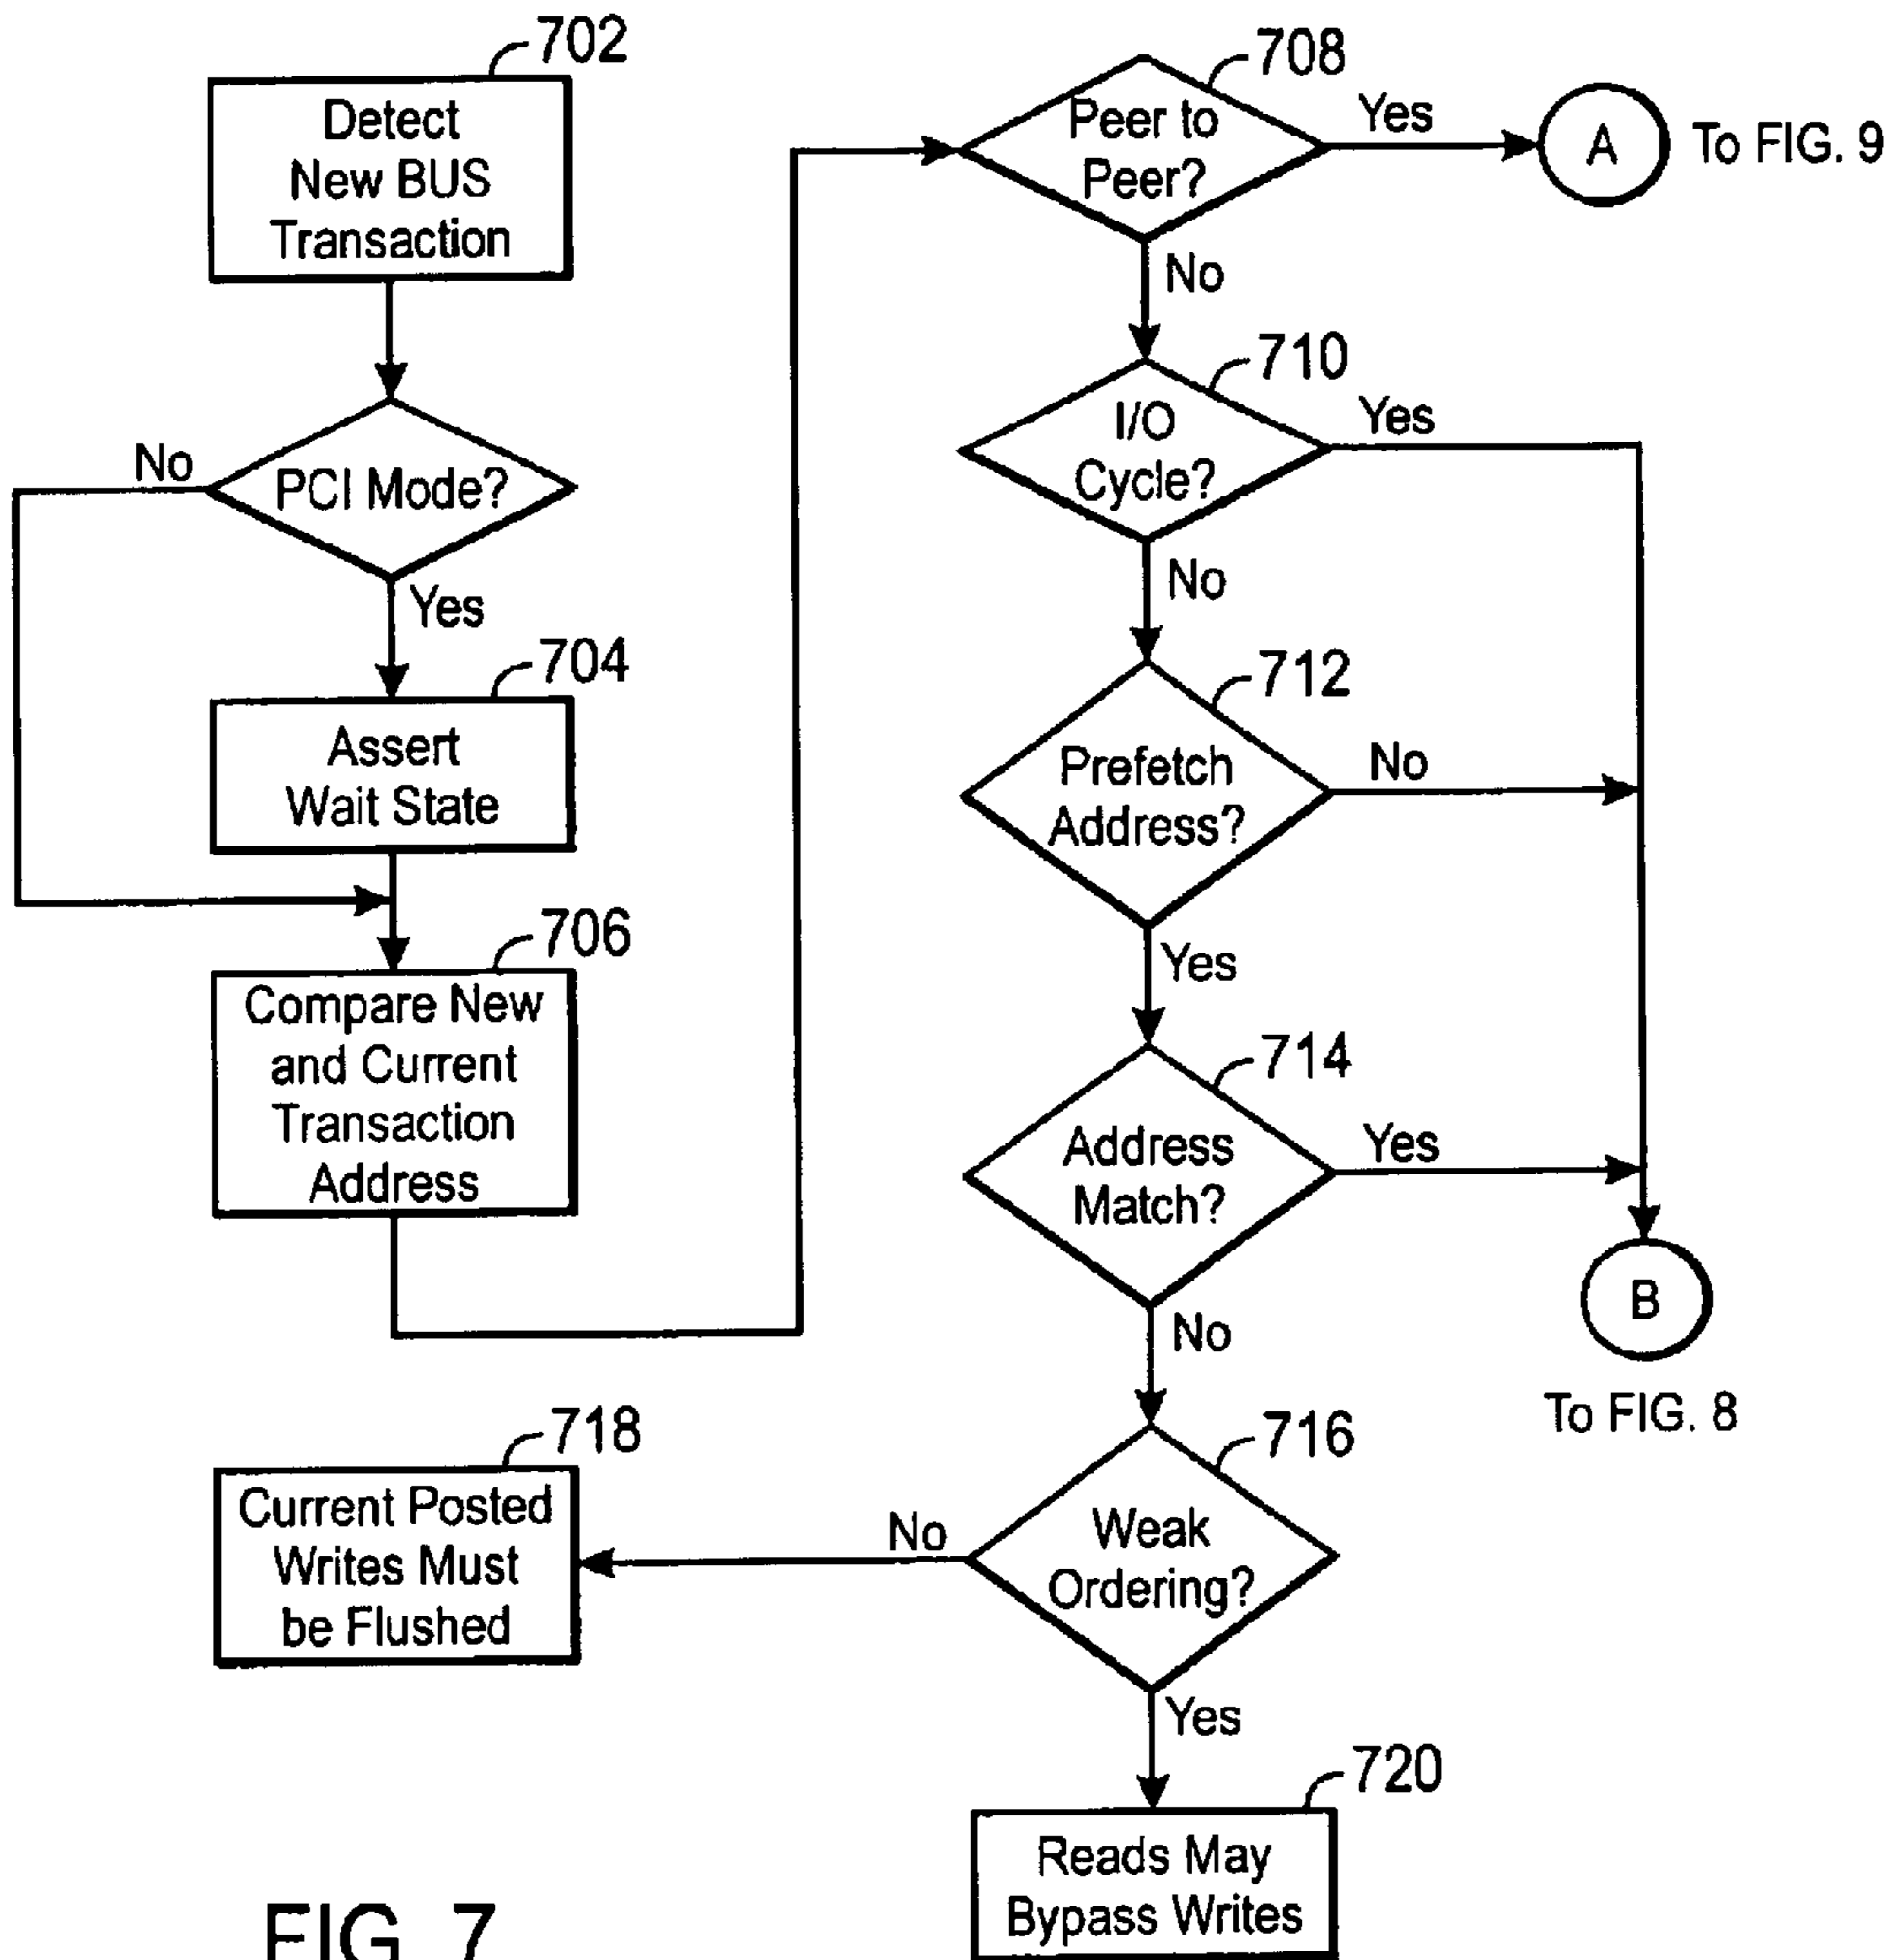 702
Detect
New BUS
Transaction
No
PCI Mode?
Yes
704
Assert
Wait State
706
Compare New
and Current
Transaction
Address
708
Peer to
Peer?
Yes
A
To FIG. 9
No
710
I/O
Cycle?
Yes
No
712
Prefetch
Address?
No
Yes
714
Address
Match?
Yes
B
To FIG. 8
No
716
Weak
Ordering?
No
718
Current Posted
Writes Must
be Flushed
Yes
720
Reads May
Bypass Writes
FIG. 7